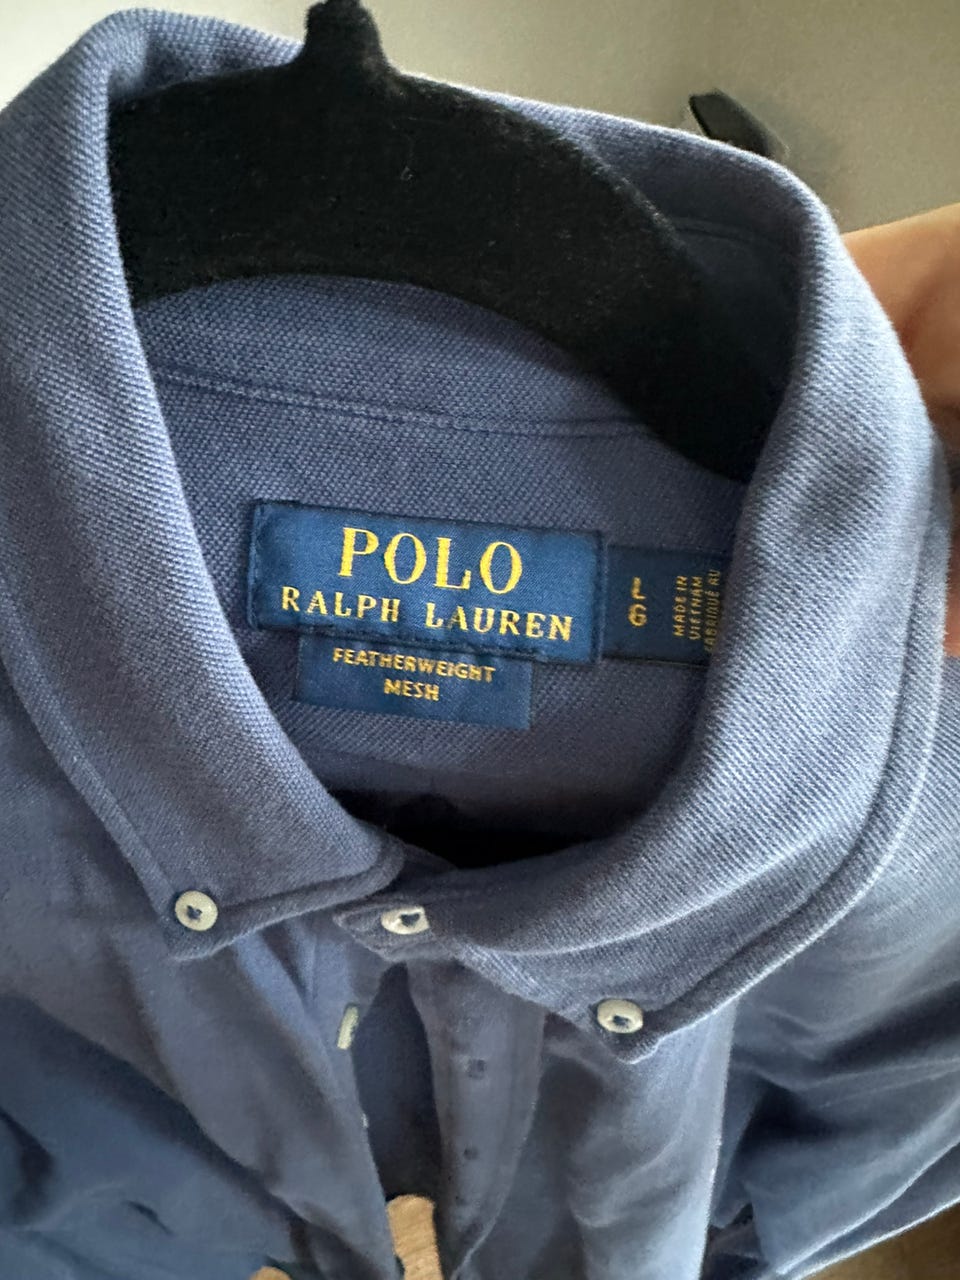 POLO
RALPH LAUREN
FEATHERWEIGHT
MESH
L
G
MADE IN
VIETNAM
FABRIQUÉ AU